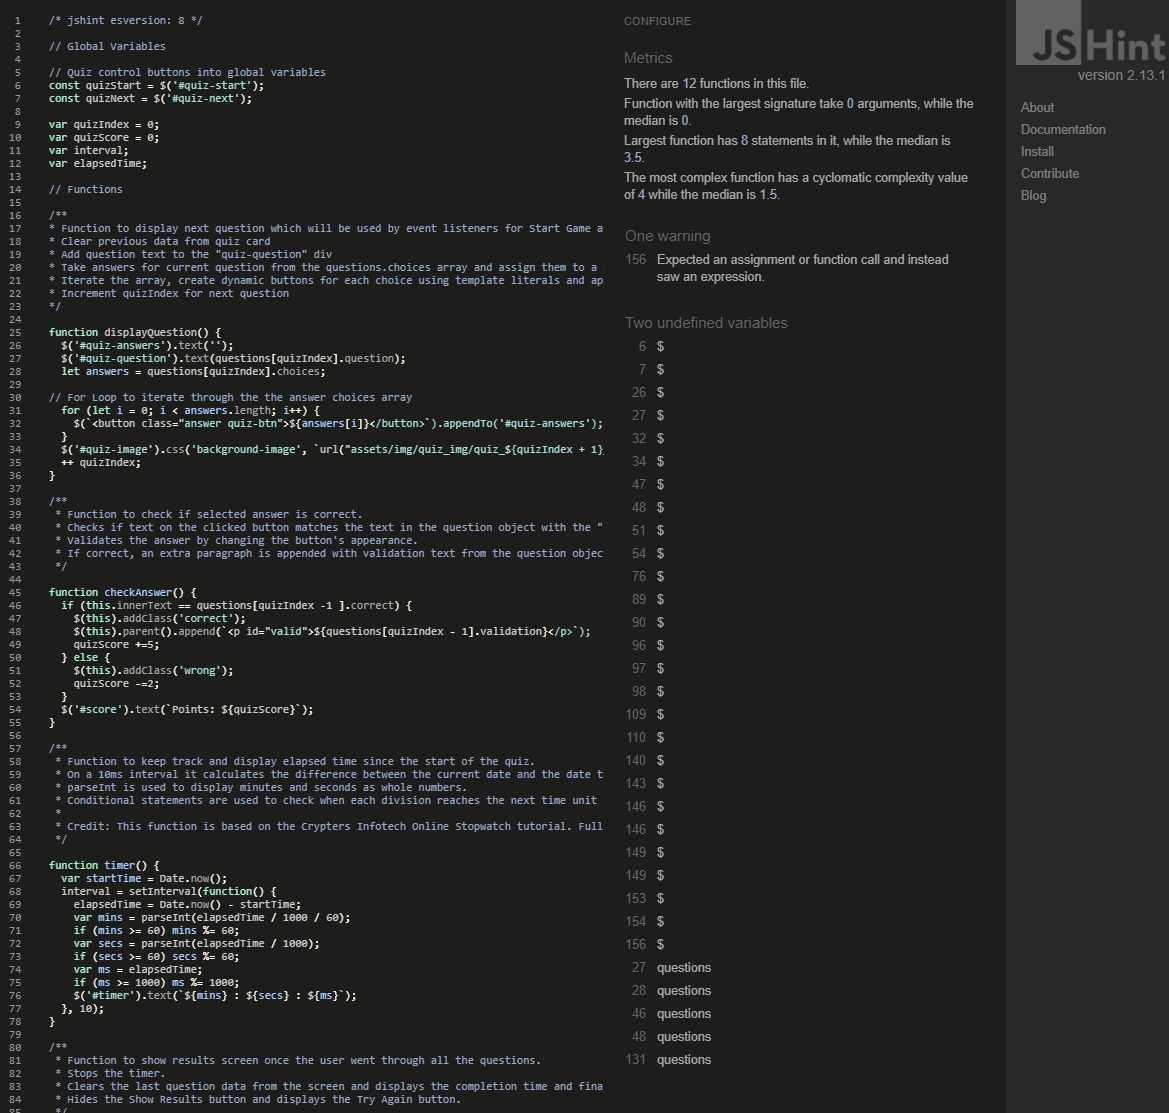 1 /* jshint esversion: 8 */
2
3 // Global Variables
4
5 // Quiz control buttons into global variables
6 const quizStart = $('#quiz-start');
7 const quizNext = $('#quiz-next');
8
9 var quizIndex = 0;
10 var quizScore = 0;
11 var interval;
12 var elapsedTime;
13
14 // Functions
15
16 /**
17 * Function to display next question which will be used by event listeners for Start Game a
18 * Clear previous data from quiz card
19 * Add question text to the "quiz-question" div
20 * Take answers for current question from the questions.choices array and assign them to a
21 * Iterate the array, create dynamic buttons for each choice using template literals and ap
22 * Increment quizIndex for next question
23 */
24
25 function displayQuestion() {
26 $('#quiz-answers').text('');
27 $('#quiz-question').text(questions[quizIndex].question);
28 let answers = questions[quizIndex].choices;
29
30 // For Loop to iterate through the the answer choices array
31 for (let i = 0; i < answers.length; i++) {
32 $(`<button class="answer quiz-btn">${answers[i]}</button>`).appendTo('#quiz-answers');
33 }
34 $('#quiz-image').css('background-image', `url("assets/img/quiz_img/quiz_${quizIndex + 1}
35 ++ quizIndex;
36 }
37
38 /**
39 * Function to check if selected answer is correct.
40 * Checks if text on the clicked button matches the text in the question object with the "
41 * Validates the answer by changing the button's appearance.
42 * If correct, an extra paragraph is appended with validation text from the question objec
43 */
44
45 function checkAnswer() {
46 if (this.innerText == questions[quizIndex -1 ].correct) {
47 $(this).addClass('correct');
48 $(this).parent().append(`<p id="valid">${questions[quizIndex - 1].validation}</p>`);
49 quizScore +=5;
50 } else {
51 $(this).addClass('wrong');
52 quizScore -=2;
53 }
54 $('#score').text(`Points: ${quizScore}`);
55 }
56
57 /**
58 * Function to keep track and display elapsed time since the start of the quiz.
59 * On a 10ms interval it calculates the difference between the current date and the date t
60 * parseInt is used to display minutes and seconds as whole numbers.
61 * Conditional statements are used to check when each division reaches the next time unit
62 *
63 * Credit: This function is based on the Crypters Infotech Online Stopwatch tutorial. Full
64 */
65
66 function timer() {
67 var startTime = Date.now();
68 interval = setInterval(function() {
69 elapsedTime = Date.now() - startTime;
70 var mins = parseInt(elapsedTime / 1000 / 60);
71 if (mins >= 60) mins %= 60;
72 var secs = parseInt(elapsedTime / 1000);
73 if (secs >= 60) secs %= 60;
74 var ms = elapsedTime;
75 if (ms >= 1000) ms %= 1000;
76 $('#timer').text(`${mins} : ${secs} : ${ms}`);
77 }, 10);
78 }
79
80 /**
81 * Function to show results screen once the user went through all the questions.
82 * Stops the timer.
83 * Clears the last question data from the screen and displays the completion time and fina
84 * Hides the Show Results button and displays the Try Again button.
85 */
CONFIGURE
Metrics
There are 12 functions in this file.
Function with the largest signature take 0 arguments, while the
median is 0.
Largest function has 8 statements in it, while the median is
3.5.
The most complex function has a cyclomatic complexity value
of 4 while the median is 1.5.
One warning
156 Expected an assignment or function call and instead
saw an expression.
Two undefined variables
6 $
7 $
26 $
27 $
32 $
34 $
47 $
48 $
51 $
54 $
76 $
89 $
90 $
96 $
97 $
98 $
109 $
110 $
140 $
143 $
146 $
146 $
149 $
149 $
153 $
154 $
156 $
27 questions
28 questions
46 questions
48 questions
131 questions
JSHint
version 2.13.1
About
Documentation
Install
Contribute
Blog